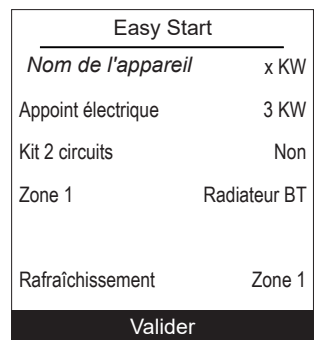 Easy Start
Nom de l'appareil x KW
Appoint électrique 3 KW
Kit 2 circuits Non
Zone 1 Radiateur BT
Rafraîchissement Zone 1
Valider